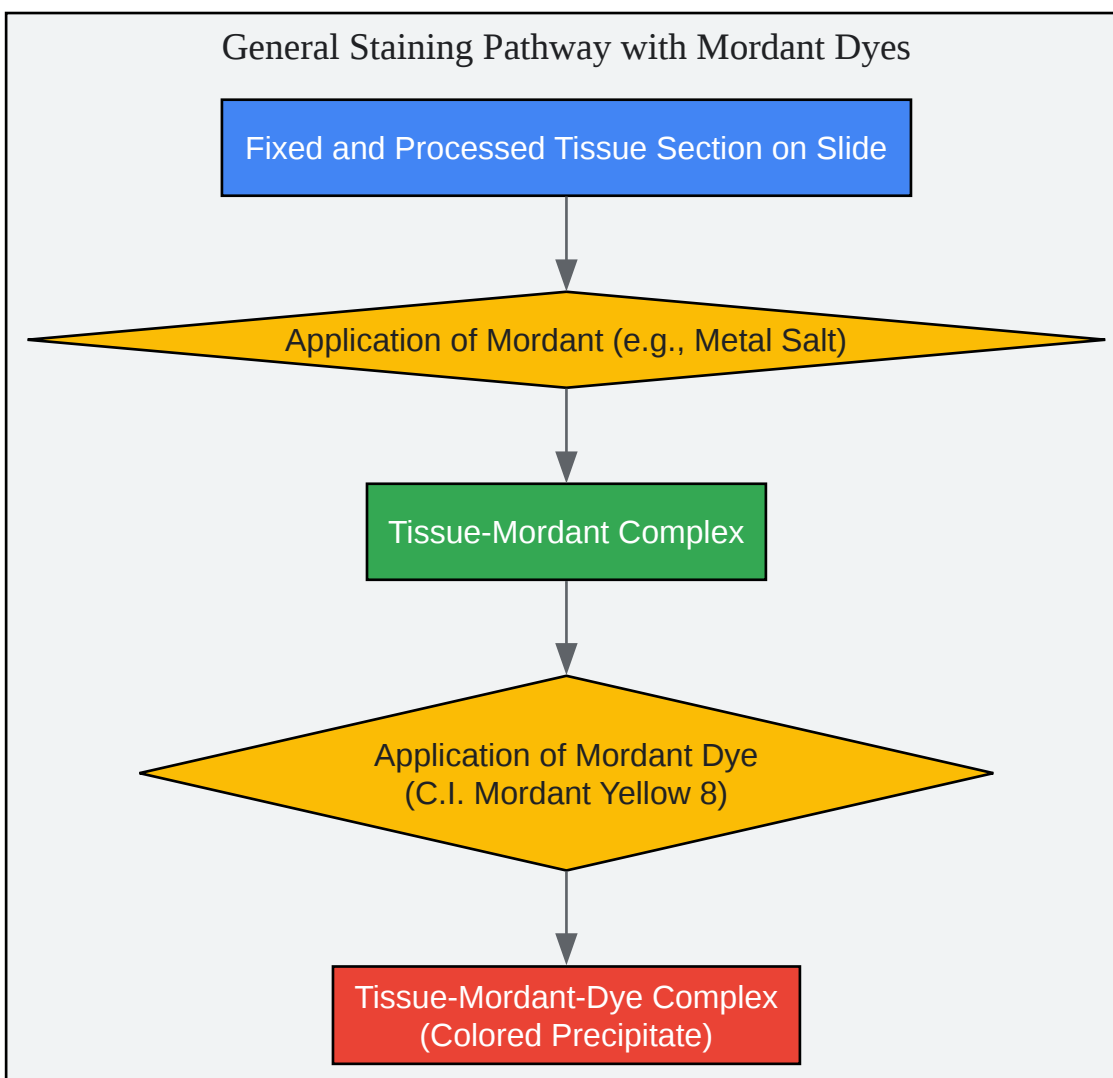 General Staining Pathway with Mordant Dyes
Fixed and Processed Tissue Section on Slide
Application of Mordant (e.g., Metal Salt)
Tissue-Mordant Complex
Application of Mordant Dye
(C.I. Mordant Yellow 8)
Tissue-Mordant-Dye Complex
(Colored Precipitate)